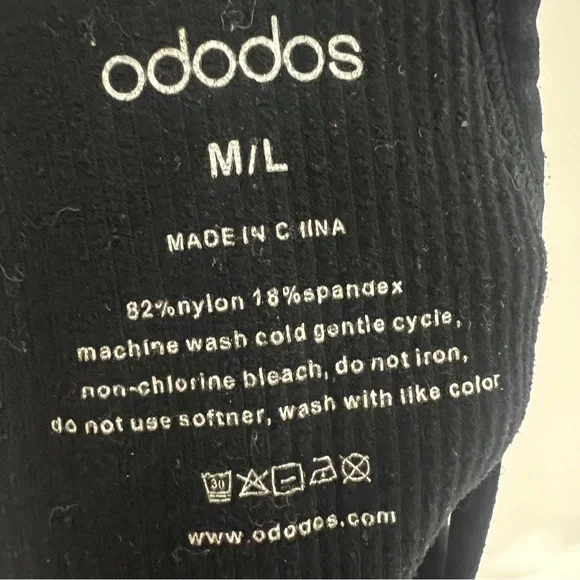 ododos
M/L
MADE IN CHINA
82%nylon 18%spandex
machine wash cold gentle cycle,
non-chlorine bleach, do not iron,
do not use softner, wash with like color
30
www.ododos.com